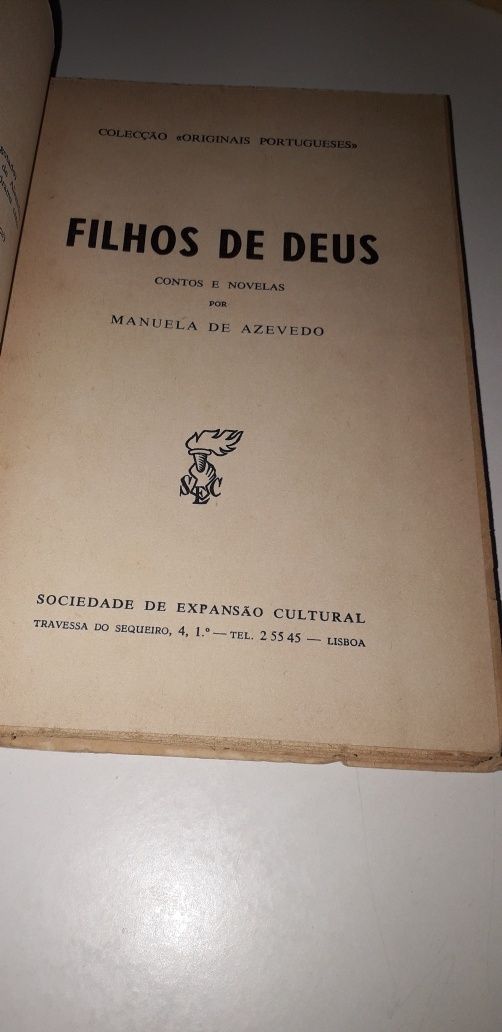 COLECÇÃO «ORIGINAIS PORTUGUESES»
FILHOS DE DEUS
CONTOS E NOVELAS
POR
MANUELA DE AZEVEDO
SEC
SOCIEDADE DE EXPANSÃO CULTURAL
TRAVESSA DO SEQUEIRO, 4, 1.º — TEL. 2 55 45 — LISBOA